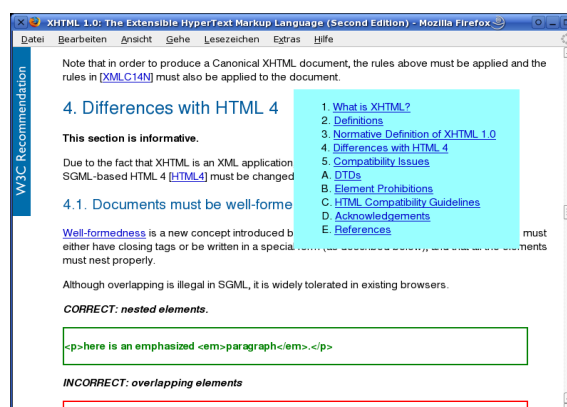 XHTML 1.0: The Extensible HyperText Markup Language (Second Edition) - Mozilla Firefox
Datei Bearbeiten Ansicht Gehe Lesezeichen Extras Hilfe
W3C Recommendation
Note that in order to produce a Canonical XHTML document, the rules above must be applied and the
rules in [XMLC14N] must also be applied to the document.
4. Differences with HTML 4
This section is informative.
Due to the fact that XHTML is an XML application
SGML-based HTML 4 [HTML4] must be changed
4.1. Documents must be well-forme
1. What is XHTML?
2. Definitions
3. Normative Definition of XHTML 1.0
4. Differences with HTML 4
5. Compatibility Issues
A. DTDs
B. Element Prohibitions
C. HTML Compatibility Guidelines
D. Acknowledgements
E. References
Well-formedness is a new concept introduced b must
either have closing tags or be written in a special form (as described below), and that all the elements
must nest properly.
Although overlapping is illegal in SGML, it is widely tolerated in existing browsers.
CORRECT: nested elements.
<p>here is an emphasized <em>paragraph</em>.</p>
INCORRECT: overlapping elements